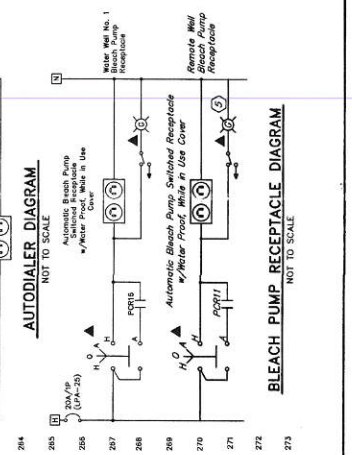 AUTODIALER DIAGRAM
NOT TO SCALE
264
265
266
267
268
269
270
271
272
273
H
20A/1P
(LPA-25)
H O A
H
A
PCR15
Automatic Bleach Pump
Switched Receptacle
w/Water Proof, While in Use
Cover
G
N
Water Well No. 1
Bleach Pump
Receptacle
H O A
H
A
PCR11
Automatic Bleach Pump Switched Receptacle
w/Water Proof, While in Use Cover
G
5
Remote Well
Bleach Pump
Receptacle
BLEACH PUMP RECEPTACLE DIAGRAM
NOT TO SCALE